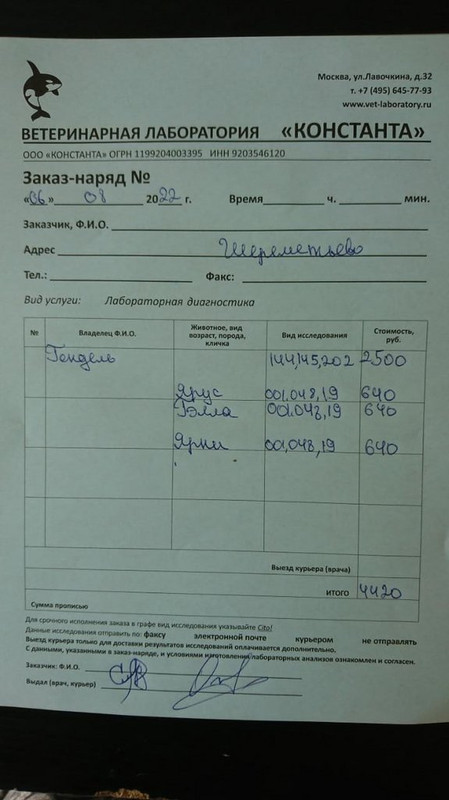 Москва, ул.Лавочкина, д.32
т. +7 (495) 645-77-93
www.vet-laboratory.ru
ВЕТЕРИНАРНАЯ ЛАБОРАТОРИЯ «КОНСТАНТА»
ООО «КОНСТАНТА» ОГРН 1199204003395 ИНН 9203546120
Заказ-наряд №
«06» 08 2022 г. Время ч. мин.
Заказчик, Ф.И.О.
Адрес Шереметьево
Тел.: Факс:
Вид услуги: Лабораторная диагностика
№ Владелец Ф.И.О. Животное, вид возраст, порода, кличка Вид исследования Стоимость, руб.
Гендель 144,145,202 2500
Ярус 001.048,19 640
Гэлла 001.048,19 640
Ярни 001,048,19 640
Выезд курьера (врача)
итого 4420
Сумма прописью
Для срочного исполнения заказа в графе вид исследования указывайте Cito!
Данные исследования отправить по: факсу электронной почте курьером не отправлять
Выезд курьера только для доставки результатов исследований оплачивается дополнительно.
С данными, указанными в заказ-наряде, и условиями изготовления лабораторных анализов ознакомлен и согласен.
Заказчик: Ф.И.О.
Выдал (врач, курьер)